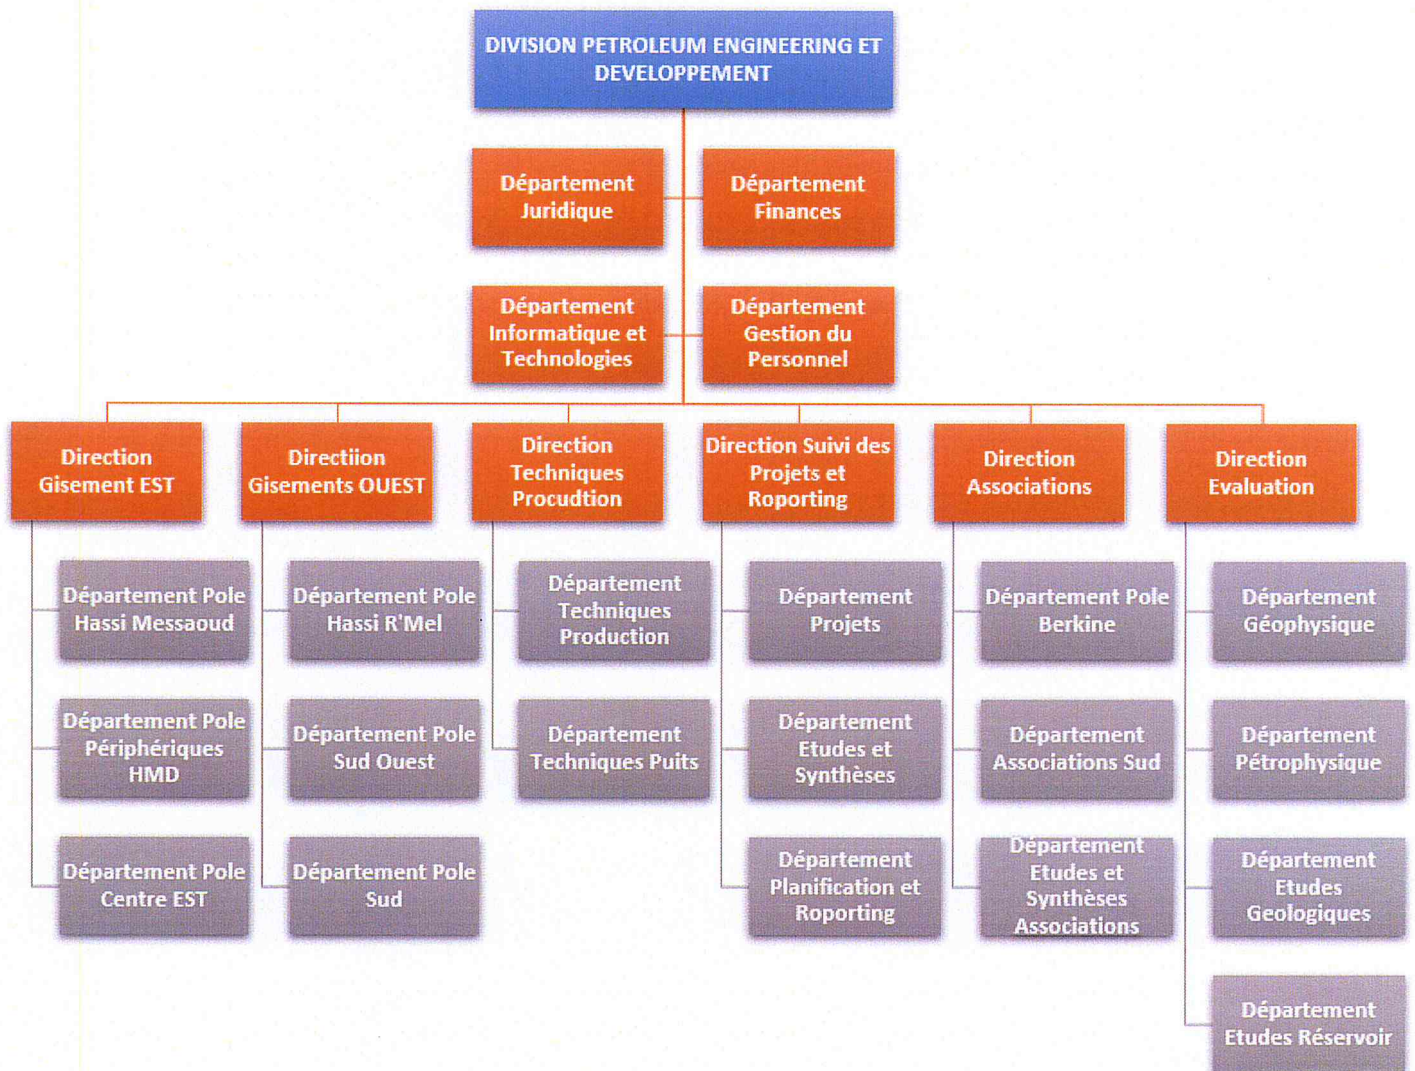 DIVISION PETROLEUM ENGINEERING ET
DEVELOPPEMENT
Département
Juridique
Département
Finances
Département
Informatique et
Technologies
Département
Gestion du
Personnel
Direction
Gisement EST
Directiion
Gisements OUEST
Direction
Techniques
Procudtion
Direction Suivi des
Projets et
Roporting
Direction
Associations
Direction
Evaluation
Département Pole
Hassi Messaoud
Département Pole
Périphériques
HMD
Département Pole
Centre EST
Département Pole
Hassi R'Mel
Département Pole
Sud Ouest
Département Pole
Sud
Département
Techniques
Production
Département
Techniques Puits
Département
Projets
Département
Etudes et
Synthèses
Département
Planification et
Roporting
Département Pole
Berkine
Département
Associations Sud
Département
Etudes et
Synthèses
Associations
Département
Géophysique
Département
Pétrophysique
Département
Etudes
Geologiques
Département
Etudes Réservoir